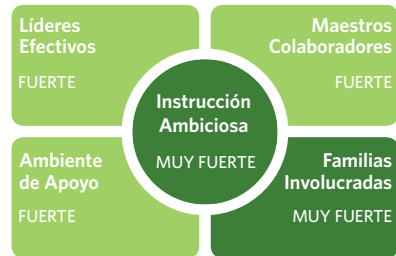 Líderes
Efectivos
FUERTE
Maestros
Colaboradores
FUERTE
Instrucción
Ambiciosa
MUY FUERTE
Ambiente
de Apoyo
FUERTE
Familias
Involucradas
MUY FUERTE